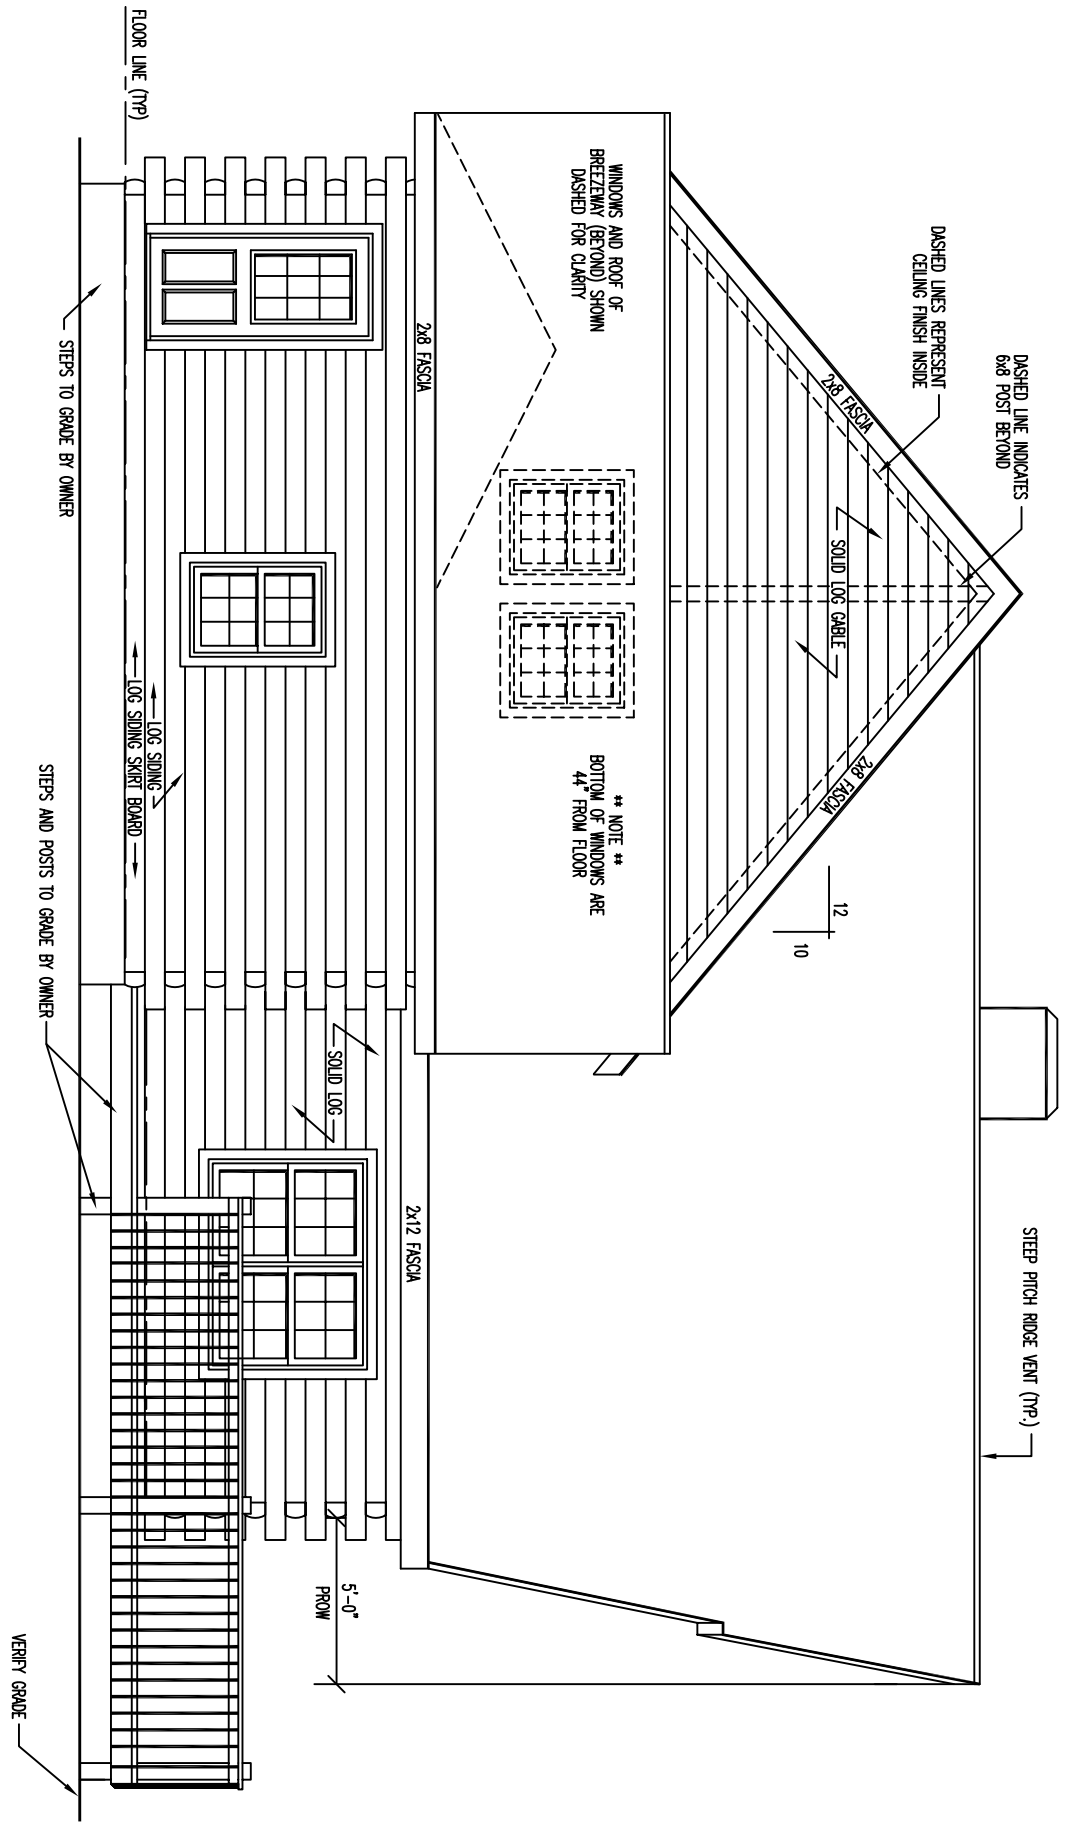 DASHED LINE INDICATES
6x8 POST BEYOND
DASHED LINES REPRESENT
CEILING FINISH INSIDE
STEEP PITCH RIDGE VENT (TYP.)
2x8 FASCIA
2x8 FASCIA
SOLID LOG GABLE
12
10
WINDOWS AND ROOF OF
BREEZEWAY (BEYOND) SHOWN
DASHED FOR CLARITY
** NOTE **
BOTTOM OF WINDOWS ARE
44" FROM FLOOR
2x8 FASCIA
2x12 FASCIA
SOLID LOG
5'-0"
PROW
LOG SIDING
LOG SIDING SKIRT BOARD
FLOOR LINE (TYP)
STEPS TO GRADE BY OWNER
STEPS AND POSTS TO GRADE BY OWNER
VERIFY GRADE